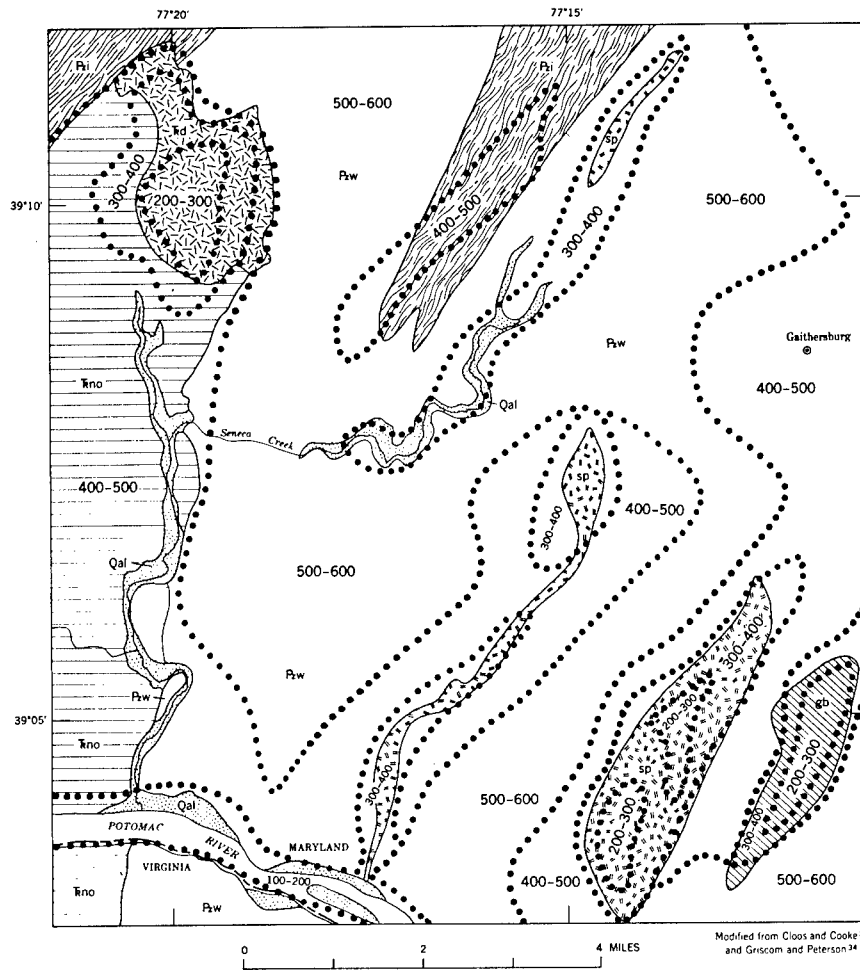 77°20'
77°15'
Pzi
Pzi
500-600
Trd
sp
Pzw
300-400
500-600
39°10'
200-300
400-500
300-400
Gaithersburg
Pzw
Trno
400-500
Qal
Seneca Creek
sp
400-500
400-500
300-400
Qal
500-600
300-400
Pzw
200-300
gb
Pzw
39°05'
Trno
sp
200-300
300-400
500-600
200-300
300-400
Qal
POTOMAC RIVER
MARYLAND
VIRGINIA
100-200
400-500
500-600
Trno
Pzw
0 2 4 MILES
Modified from Cloos and Cooke
and Griscom and Peterson 34